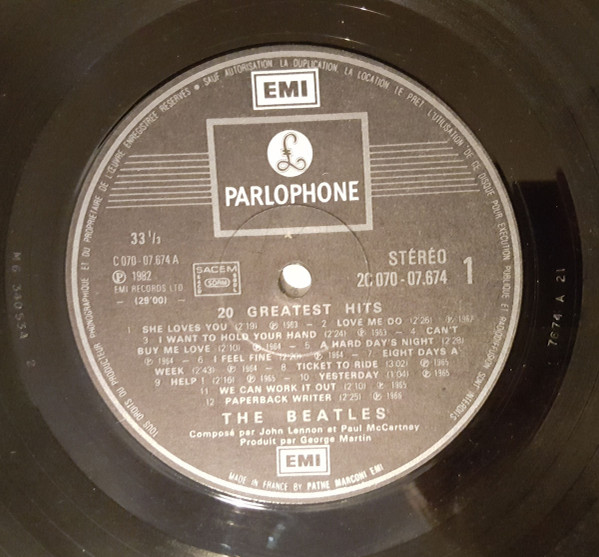 TOUS DROITS DU PRODUCTEUR PHONOGRAPHIQUE ET DU PROPRIETAIRE DE L'ŒUVRE ENREGISTREE RESERVES ● SAUF AUTORISATION, LA DUPLICATION, LA LOCATION, LE PRET, L'UTILISATION DE CE DISQUE POUR EXECUTION PUBLIQUE ET RADIODIFFUSION SONT INTERDITS
EMI
£
PARLOPHONE
33 1/3
C 070 - 07.674 A
Ⓟ 1982
EMI RECORDS LTD.
(29'00)
SACEM
STÉRÉO
2C 070 - 07.674
1
20 GREATEST HITS
1 - SHE LOVES YOU (2'19) Ⓟ 1963 - 2 - LOVE ME DO (2'26) Ⓟ
3 - I WANT TO HOLD YOUR HAND (2'24) Ⓟ 1963 - 4 - CAN'T
BUY ME LOVE (2'10) Ⓟ 1964 - 5 - A HARD DAY'S NIGHT (2'29)
Ⓟ 1964 - 6 - I FEEL FINE (2'20) Ⓟ 1964 - 7 - EIGHT DAYS A
WEEK (2'43) Ⓟ 1964 - 8 - TICKET TO RIDE (3'02) Ⓟ 1965
9 - HELP ! (2'16) Ⓟ 1965 - 10 - YESTERDAY (1'04) Ⓟ 1965
11 - WE CAN WORK IT OUT (2'10) Ⓟ 1965
12 - PAPERBACK WRITER (2'25) Ⓟ 1966
THE BEATLES
Composé par John Lennon et Paul McCartney
Produit par George Martin
EMI
MADE IN FRANCE BY PATHE MARCONI EMI
M6 340533 2
7674 A 21